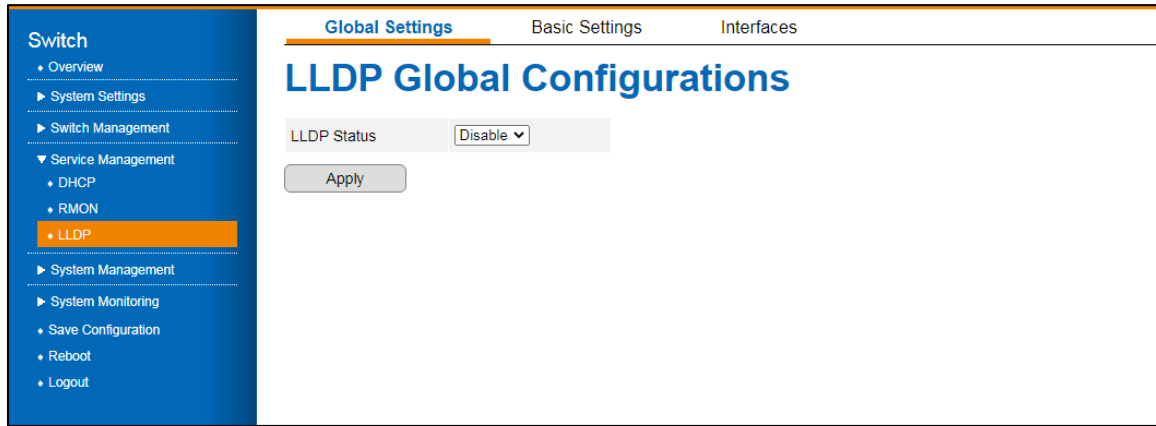 Switch
Overview
System Settings
Switch Management
Service Management
DHCP
RMON
LLDP
System Management
System Monitoring
Save Configuration
Reboot
Logout
Global Settings Basic Settings Interfaces
LLDP Global Configurations
LLDP Status Disable
Apply